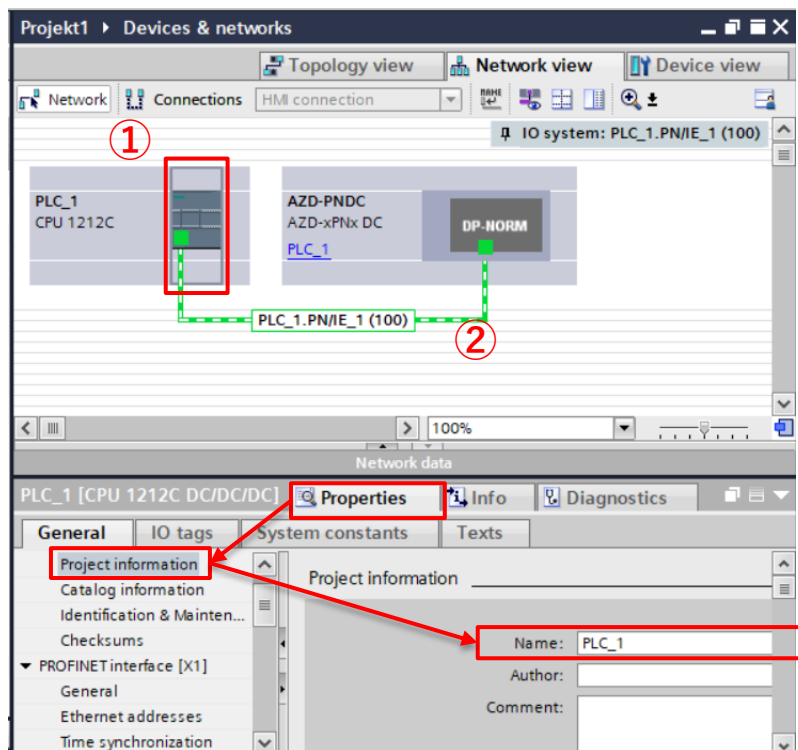 Projekt1 ▸ Devices & networks
Topology view
Network view
Device view
Network
Connections
HMI connection
NAME
IO system: PLC_1.PN/IE_1 (100)
①
PLC_1
CPU 1212C
AZD-PNDC
AZD-xPNx DC
PLC_1
DP-NORM
PLC_1.PN/IE_1 (100)
②
100%
Network data
PLC_1 [CPU 1212C DC/DC/DC]
Properties
Info
Diagnostics
General
IO tags
System constants
Texts
Project information
Catalog information
Identification & Mainten...
Checksums
PROFINET interface [X1]
General
Ethernet addresses
Time synchronization
Project information
Name: PLC_1
Author:
Comment: